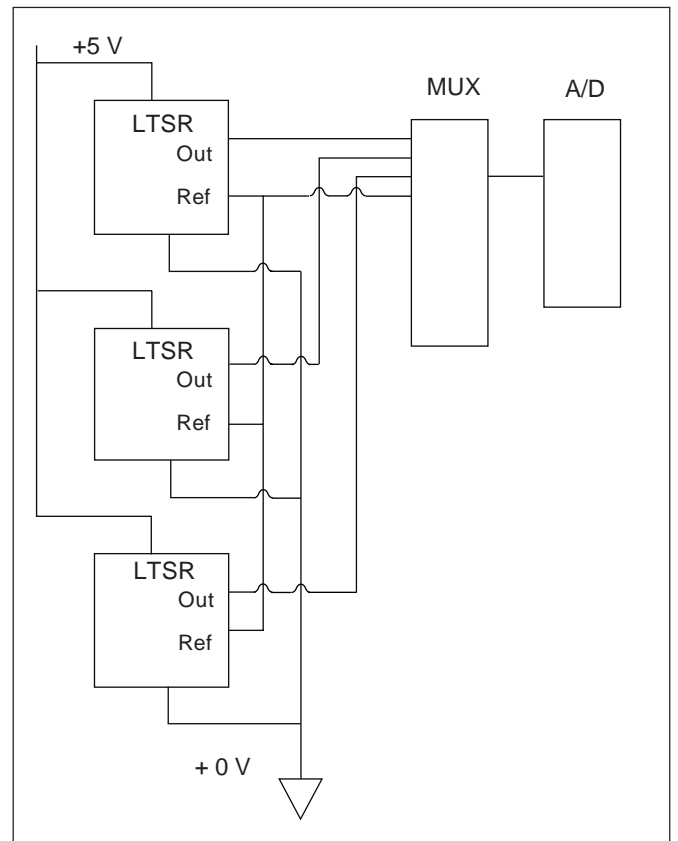 +5 V
MUX
A/D
LTSR
Out
Ref
LTSR
Out
Ref
LTSR
Out
Ref
+ 0 V